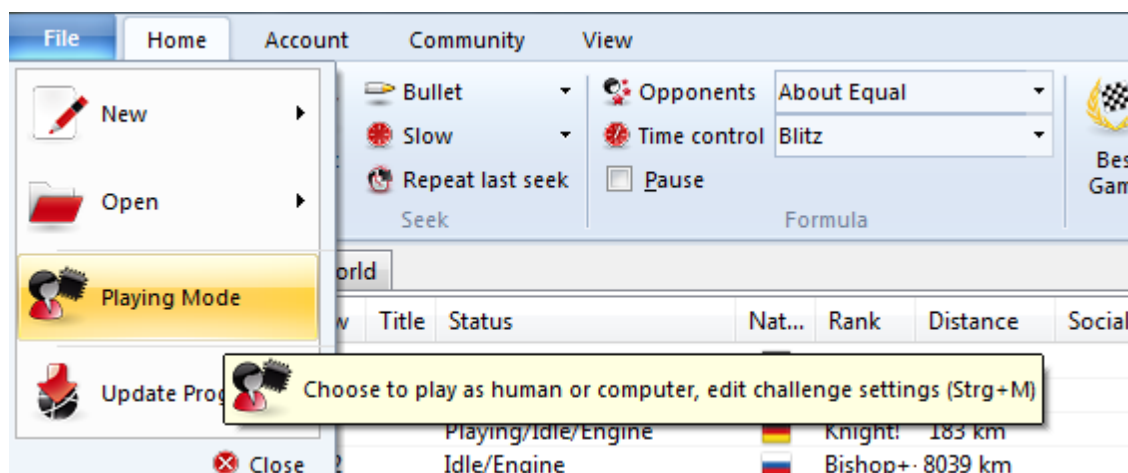 File Home Account Community View
New
Open
Playing Mode
Update
Close
Bullet
Slow
Repeat last seek
Seek
Opponents About Equal
Time control Blitz
Pause
Formula
Title Status Nat... Rank Distance Social
Choose to play as human or computer, edit challenge settings (Strg+M)
Playing/Idle/Engine Knight! 183 km
Idle/Engine Bishop+· 8039 km